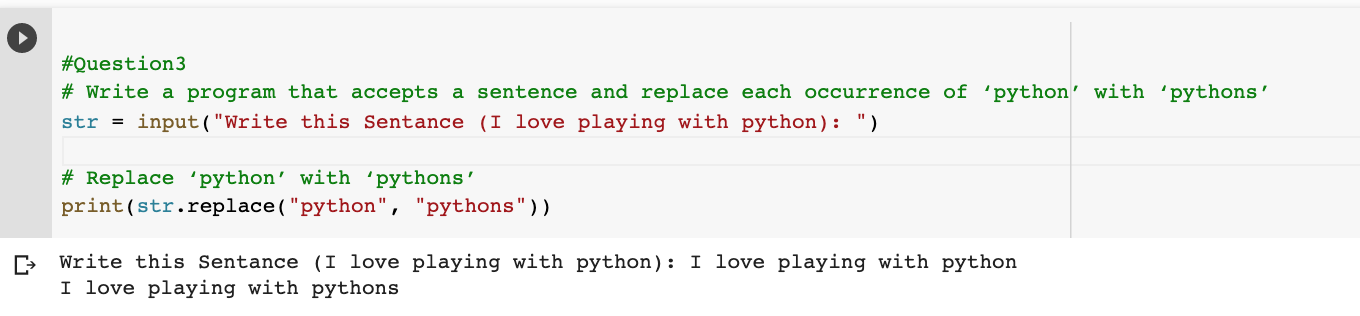 #Question3
# Write a program that accepts a sentence and replace each occurrence of ‘python’ with ‘pythons’
str = input("Write this Sentance (I love playing with python): ")
# Replace ‘python’ with ‘pythons’
print(str.replace("python", "pythons"))
Write this Sentance (I love playing with python): I love playing with python
I love playing with pythons